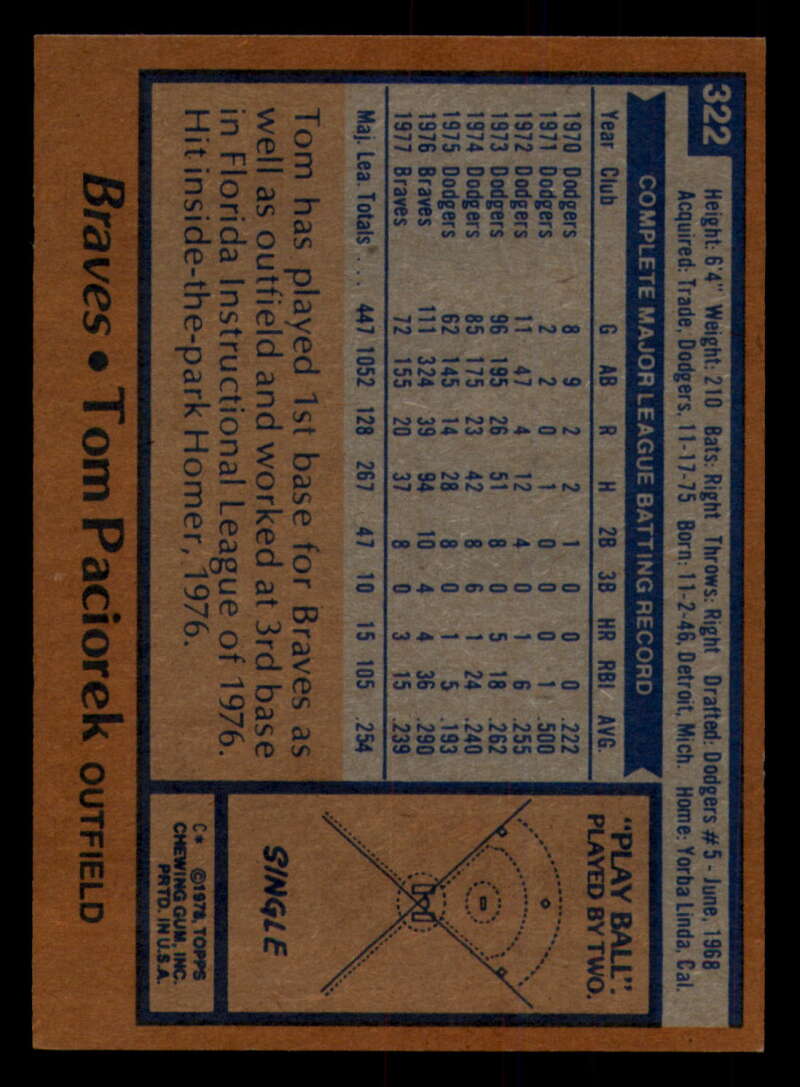 322
Height: 6'4" Weight: 210 Bats: Right Throws: Right Drafted: Dodgers #5 - June, 1968
Acquired: Trade, Dodgers, 11-17-75 Born: 11-2-46, Detroit, Mich. Home: Yorba Linda, Cal.
COMPLETE MAJOR LEAGUE BATTING RECORD
Year Club G AB R H 2B 3B HR RBI AVG.
1970 Dodgers 8 9 2 2 1 0 0 0 .222
1971 Dodgers 2 2 0 1 0 0 0 1 .500
1972 Dodgers 11 47 4 12 4 0 1 6 .255
1973 Dodgers 96 195 26 51 8 0 5 18 .262
1974 Dodgers 85 175 23 42 8 6 1 24 .240
1975 Dodgers 62 145 14 28 8 0 1 5 .193
1976 Braves 111 324 39 94 10 4 4 36 .290
1977 Braves 72 155 20 37 8 0 3 15 .239
Maj. Lea. Totals .... 447 1052 128 267 47 10 15 105 .254
Tom has played 1st base for Braves as
well as outfield and worked at 3rd base
in Florida Instructional League of 1976.
Hit inside-the-park Homer, 1976.
Braves • Tom Paciorek OUTFIELD
"PLAY BALL".
PLAYED BY TWO.
SINGLE
C* ©1978, TOPPS
CHEWING GUM, INC.
PRTD. IN U.S.A.